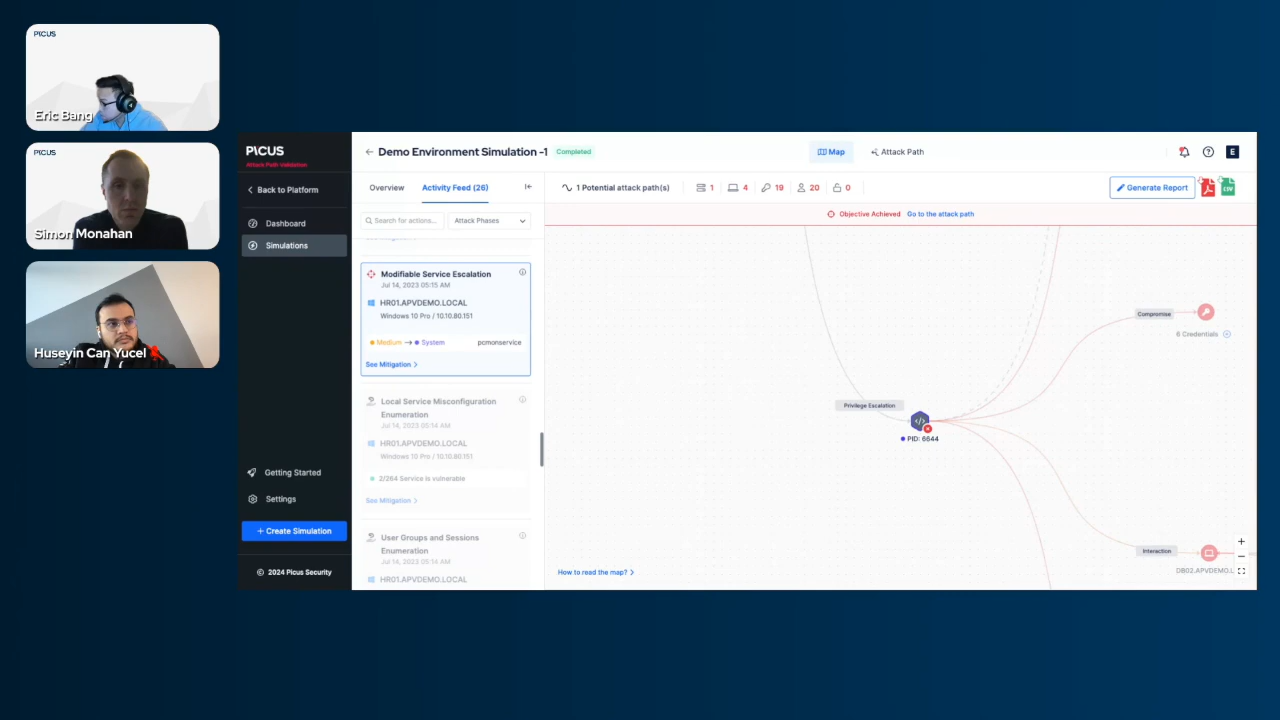 PICUS
Eric Bang
PICUS
Simon Monahan
Huseyin Can Yucel
PICUS
Attack Path Validation
Back to Platform
Dashboard
Simulations
Getting Started
Settings
+ Create Simulation
© 2024 Picus Security
Demo Environment Simulation -1
Completed
Map
Attack Path
E
Overview
Activity Feed (26)
Search for actions...
Attack Phases
See Mitigation
Modifiable Service Escalation
Jul 14, 2023 05:15 AM
HR01.APVDEMO.LOCAL
Windows 10 Pro / 10.10.80.151
Medium
System
pcmonservice
See Mitigation
Local Service Misconfiguration
Enumeration
Jul 14, 2023 05:14 AM
HR01.APVDEMO.LOCAL
Windows 10 Pro / 10.10.80.151
2/264 Service is vulnerable
See Mitigation
User Groups and Sessions
Enumeration
Jul 14, 2023 05:14 AM
HR01.APVDEMO.LOCAL
1 Potential attack path(s)
1
4
19
20
0
Generate Report
CSV
Objective Achieved
Go to the attack path
Compromise
6 Credentials
Privilege Escalation
PID: 6644
Interaction
DB02.APVDEMO.L
How to read the map?